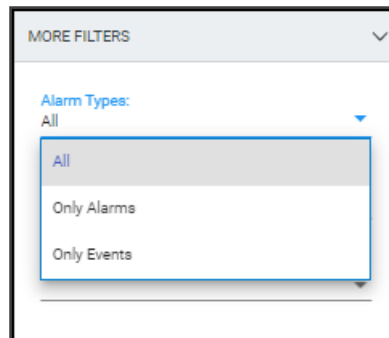 MORE FILTERS
Alarm Types:
All
All
Only Alarms
Only Events